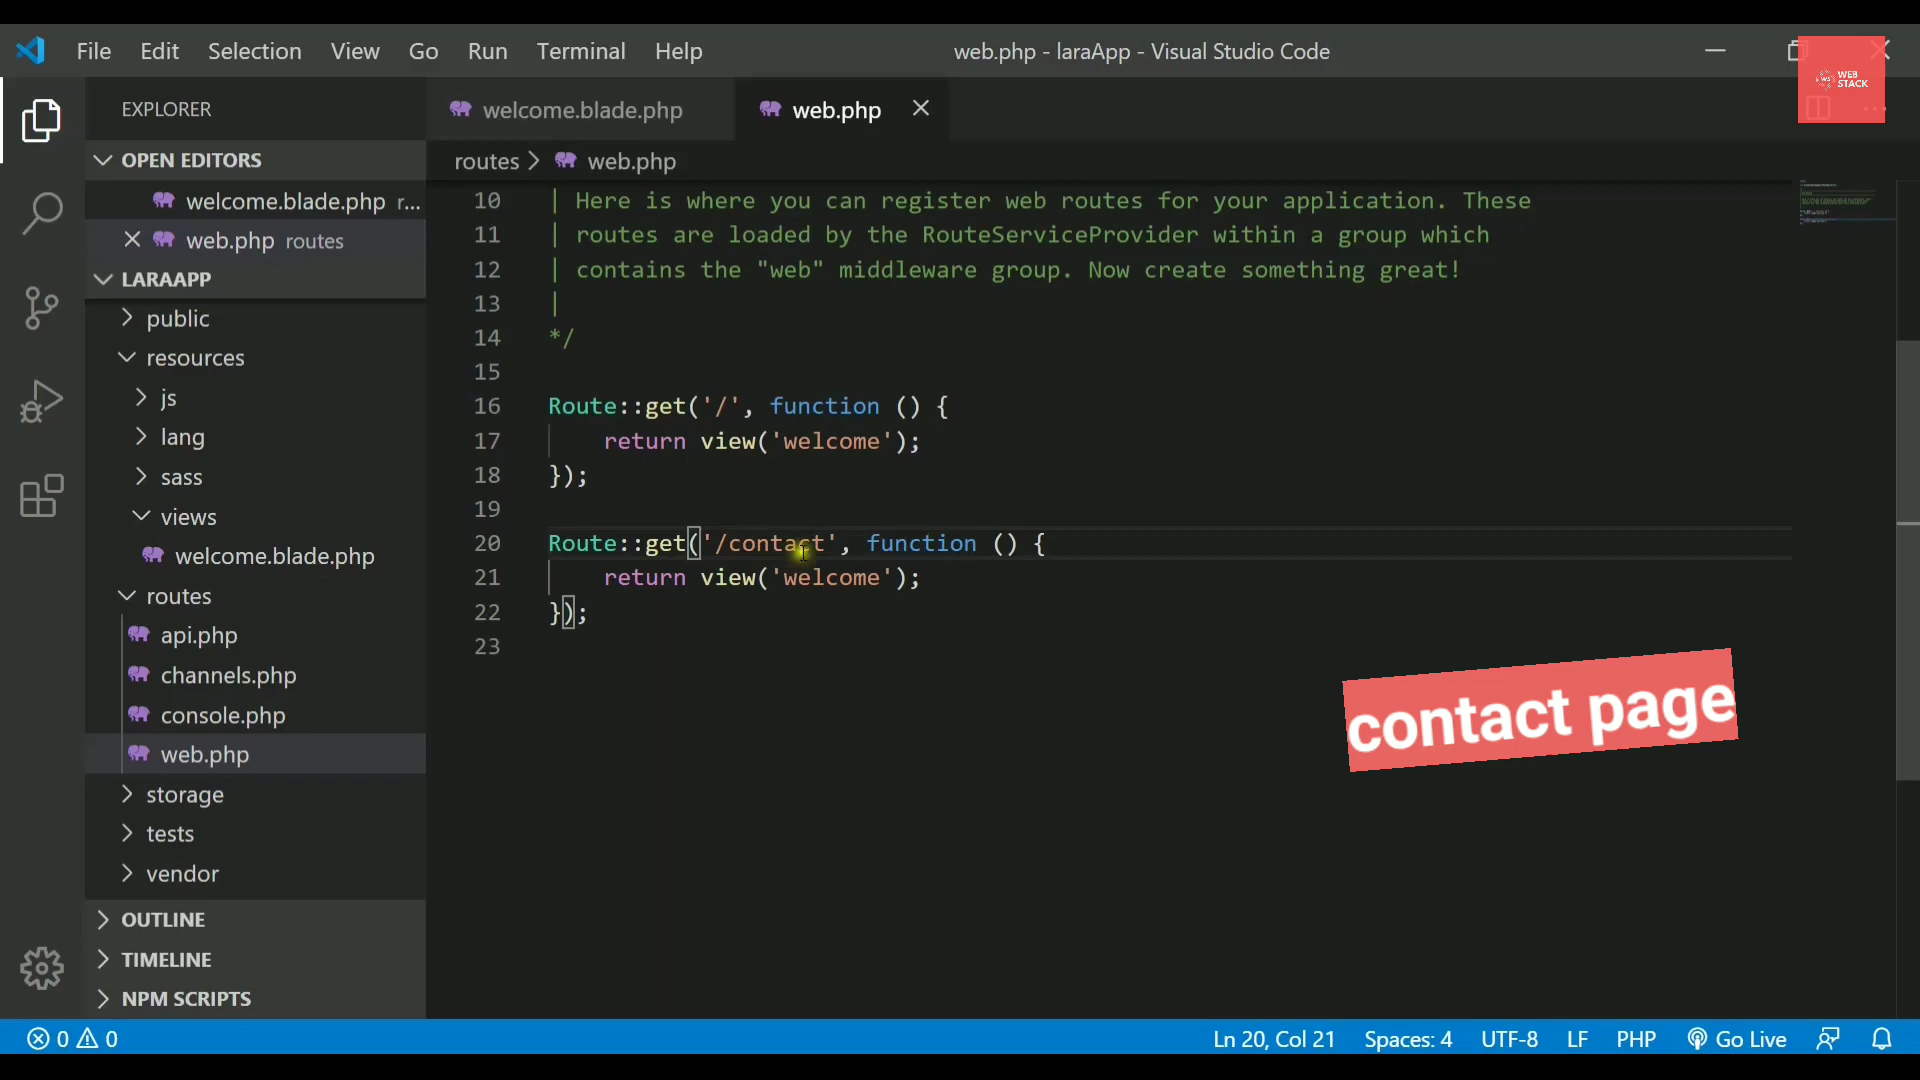 File Edit Selection View Go Run Terminal Help
web.php - laraApp - Visual Studio Code
WEB
STACK
EXPLORER
OPEN EDITORS
welcome.blade.php r...
web.php routes
LARAAPP
public
resources
js
lang
sass
views
welcome.blade.php
routes
api.php
channels.php
console.php
web.php
storage
tests
vendor
OUTLINE
TIMELINE
NPM SCRIPTS
welcome.blade.php web.php
routes > web.php
10 | Here is where you can register web routes for your application. These
11 | routes are loaded by the RouteServiceProvider within a group which
12 | contains the "web" middleware group. Now create something great!
13 |
14 */
15
16 Route::get('/', function () {
17 return view('welcome');
18 });
19
20 Route::get('/contact', function () {
21 return view('welcome');
22 });
23
contact page
0 0
Ln 20, Col 21 Spaces: 4 UTF-8 LF PHP Go Live